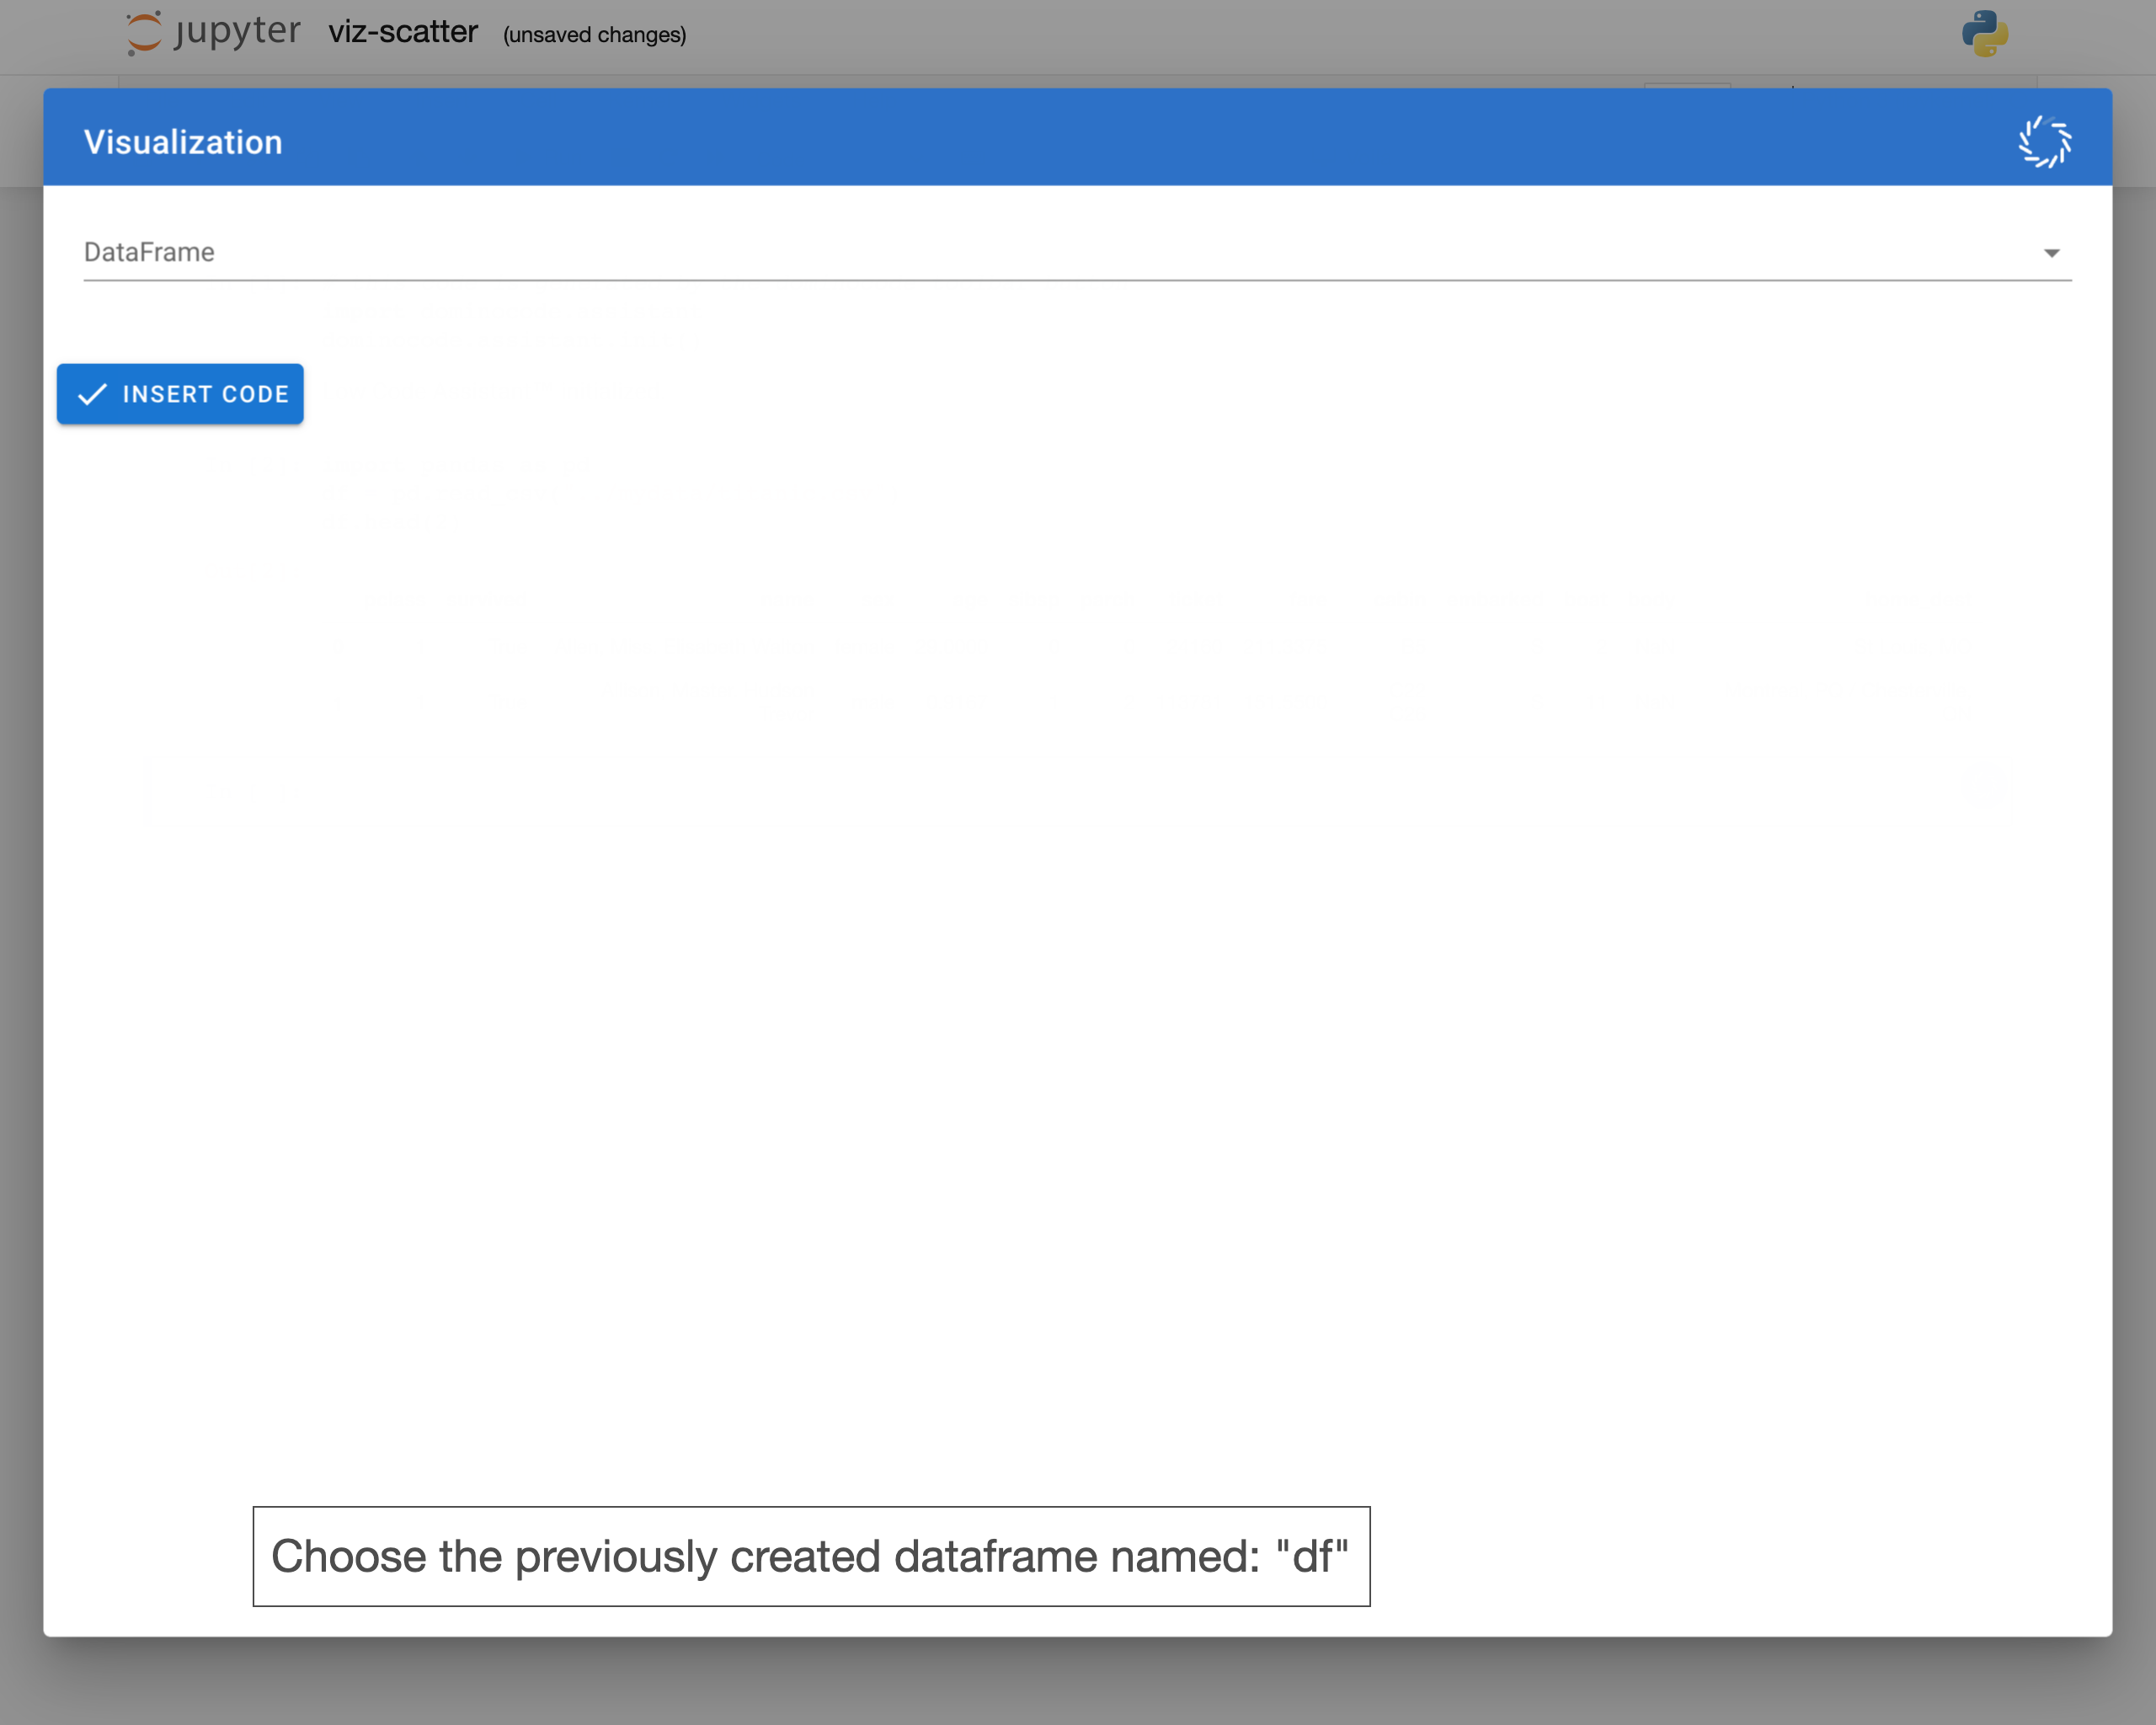 jupyter viz-scatter (unsaved changes)
Visualization
DataFrame
INSERT CODE
Choose the previously created dataframe named: "df"